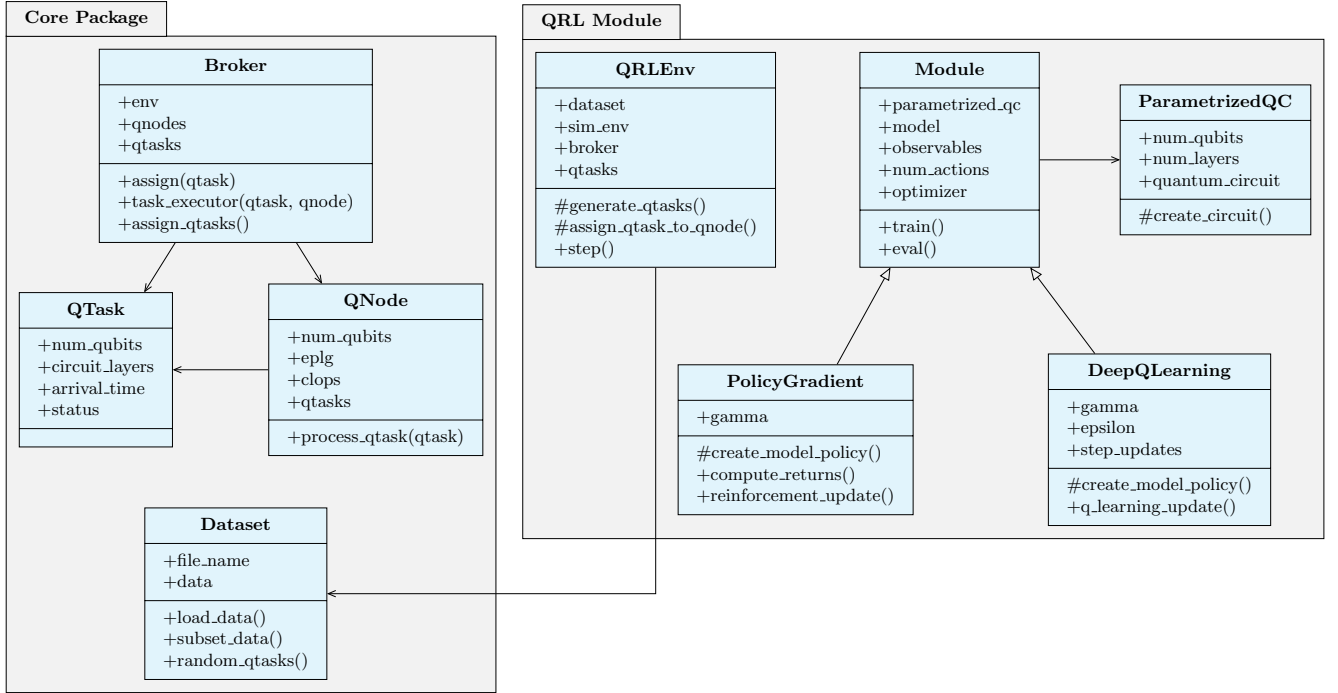 Core Package
Broker
+env
+qnodes
+qtasks
+assign(qtask)
+task_executor(qtask, qnode)
+assign_qtasks()
QTask
+num_qubits
+circuit_layers
+arrival_time
+status
QNode
+num_qubits
+eplg
+clops
+qtasks
+process_qtask(qtask)
Dataset
+file_name
+data
+load_data()
+subset_data()
+random_qtasks()
QRL Module
QRLEnv
+dataset
+sim_env
+broker
+qtasks
#generate_qtasks()
#assign_qtask_to_qnode()
+step()
Module
+parametrized_qc
+model
+observables
+num_actions
+optimizer
+train()
+eval()
ParametrizedQC
+num_qubits
+num_layers
+quantum_circuit
#create_circuit()
PolicyGradient
+gamma
#create_model_policy()
+compute_returns()
+reinforcement_update()
DeepQLearning
+gamma
+epsilon
+step_updates
#create_model_policy()
+q_learning_update()